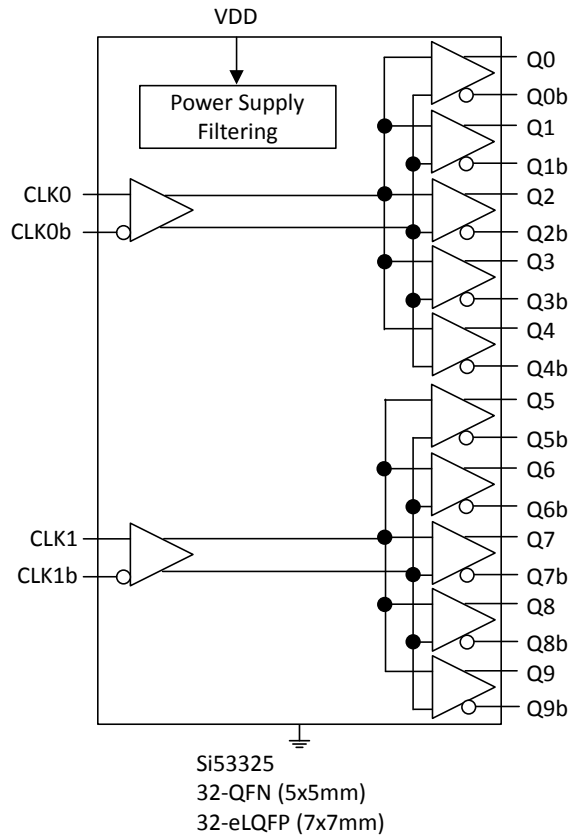 VDD
Power Supply
Filtering
CLK0
CLK0b
Q0
Q0b
Q1
Q1b
Q2
Q2b
Q3
Q3b
Q4
Q4b
CLK1
CLK1b
Q5
Q5b
Q6
Q6b
Q7
Q7b
Q8
Q8b
Q9
Q9b
Si53325
32-QFN (5x5mm)
32-eLQFP (7x7mm)